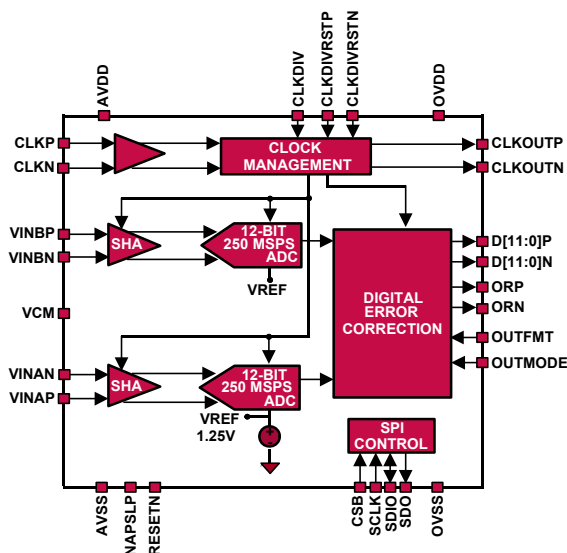 AVDD
CLKDIV
CLKDIVRSTP
CLKDIVRSTN
OVDD
CLKP
CLKN
CLOCK
MANAGEMENT
CLKOUTP
CLKOUTN
VINBP
VINBN
SHA
12-BIT
250 MSPS
ADC
VREF
VCM
DIGITAL
ERROR
CORRECTION
D[11:0]P
D[11:0]N
ORP
ORN
OUTFMT
OUTMODE
VINAN
VINAP
SHA
12-BIT
250 MSPS
ADC
VREF
1.25V
+
SPI
CONTROL
AVSS
NAPSLP
RESETN
CSB
SCLK
SDIO
SDO
OVSS